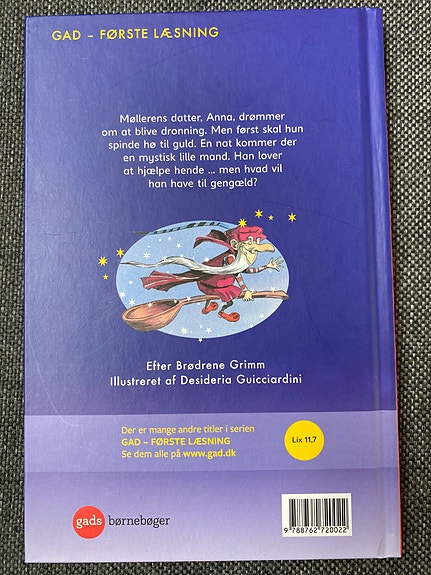 GAD – FØRSTE LÆSNING
Møllerens datter, Anna, drømmer
om at blive dronning. Men først skal hun
spinde hø til guld. En nat kommer der
en mystisk lille mand. Han lover
at hjælpe hende ... men hvad vil
han have til gengæld?
Efter Brødrene Grimm
Illustreret af Desideria Guicciardini
Der er mange andre titler i serien
GAD – FØRSTE LÆSNING
Se dem alle på www.gad.dk
Lix 11,7
gads børnebøger
9 788762 720022